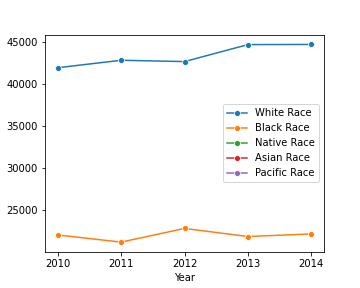 45000
40000
35000
30000
25000
White Race
Black Race
Native Race
Asian Race
Pacific Race
2010 2011 2012 2013 2014
Year